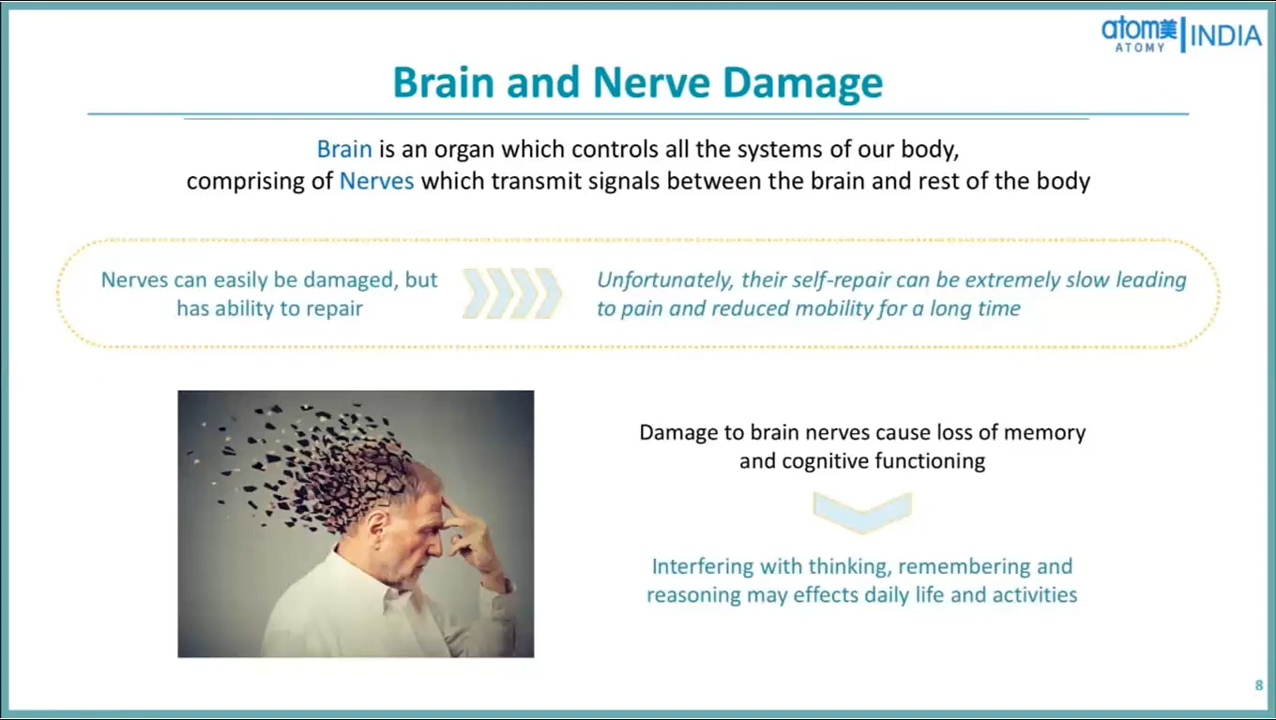 atom美 INDIA
ATOMY
Brain and Nerve Damage
Brain is an organ which controls all the systems of our body,
comprising of Nerves which transmit signals between the brain and rest of the body
Nerves can easily be damaged, but
has ability to repair
Unfortunately, their self-repair can be extremely slow leading
to pain and reduced mobility for a long time
Damage to brain nerves cause loss of memory
and cognitive functioning
Interfering with thinking, remembering and
reasoning may effects daily life and activities
8